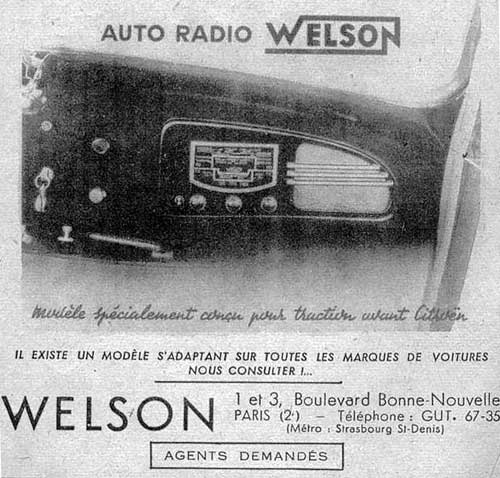 AUTO RADIO WELSON
Modèle spécialement conçu pour traction avant Citroën
IL EXISTE UN MODÈLE S'ADAPTANT SUR TOUTES LES MARQUES DE VOITURES
NOUS CONSULTER !...
WELSON
1 et 3, Boulevard Bonne-Nouvelle
PARIS (2e) — Téléphone : GUT. 67-35
(Métro : Strasbourg St-Denis)
AGENTS DEMANDÉS